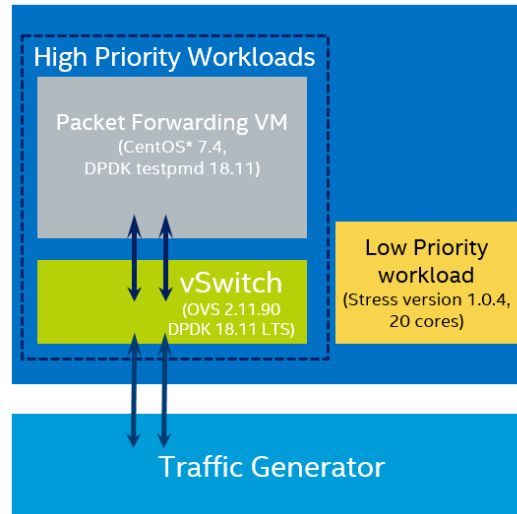 High Priority Workloads
Packet Forwarding VM
(CentOS* 7.4,
DPDK testpmd 18.11)
vSwitch
(OVS 2.11.90
DPDK 18.11 LTS)
Low Priority
workload
(Stress version 1.0.4,
20 cores)
Traffic Generator